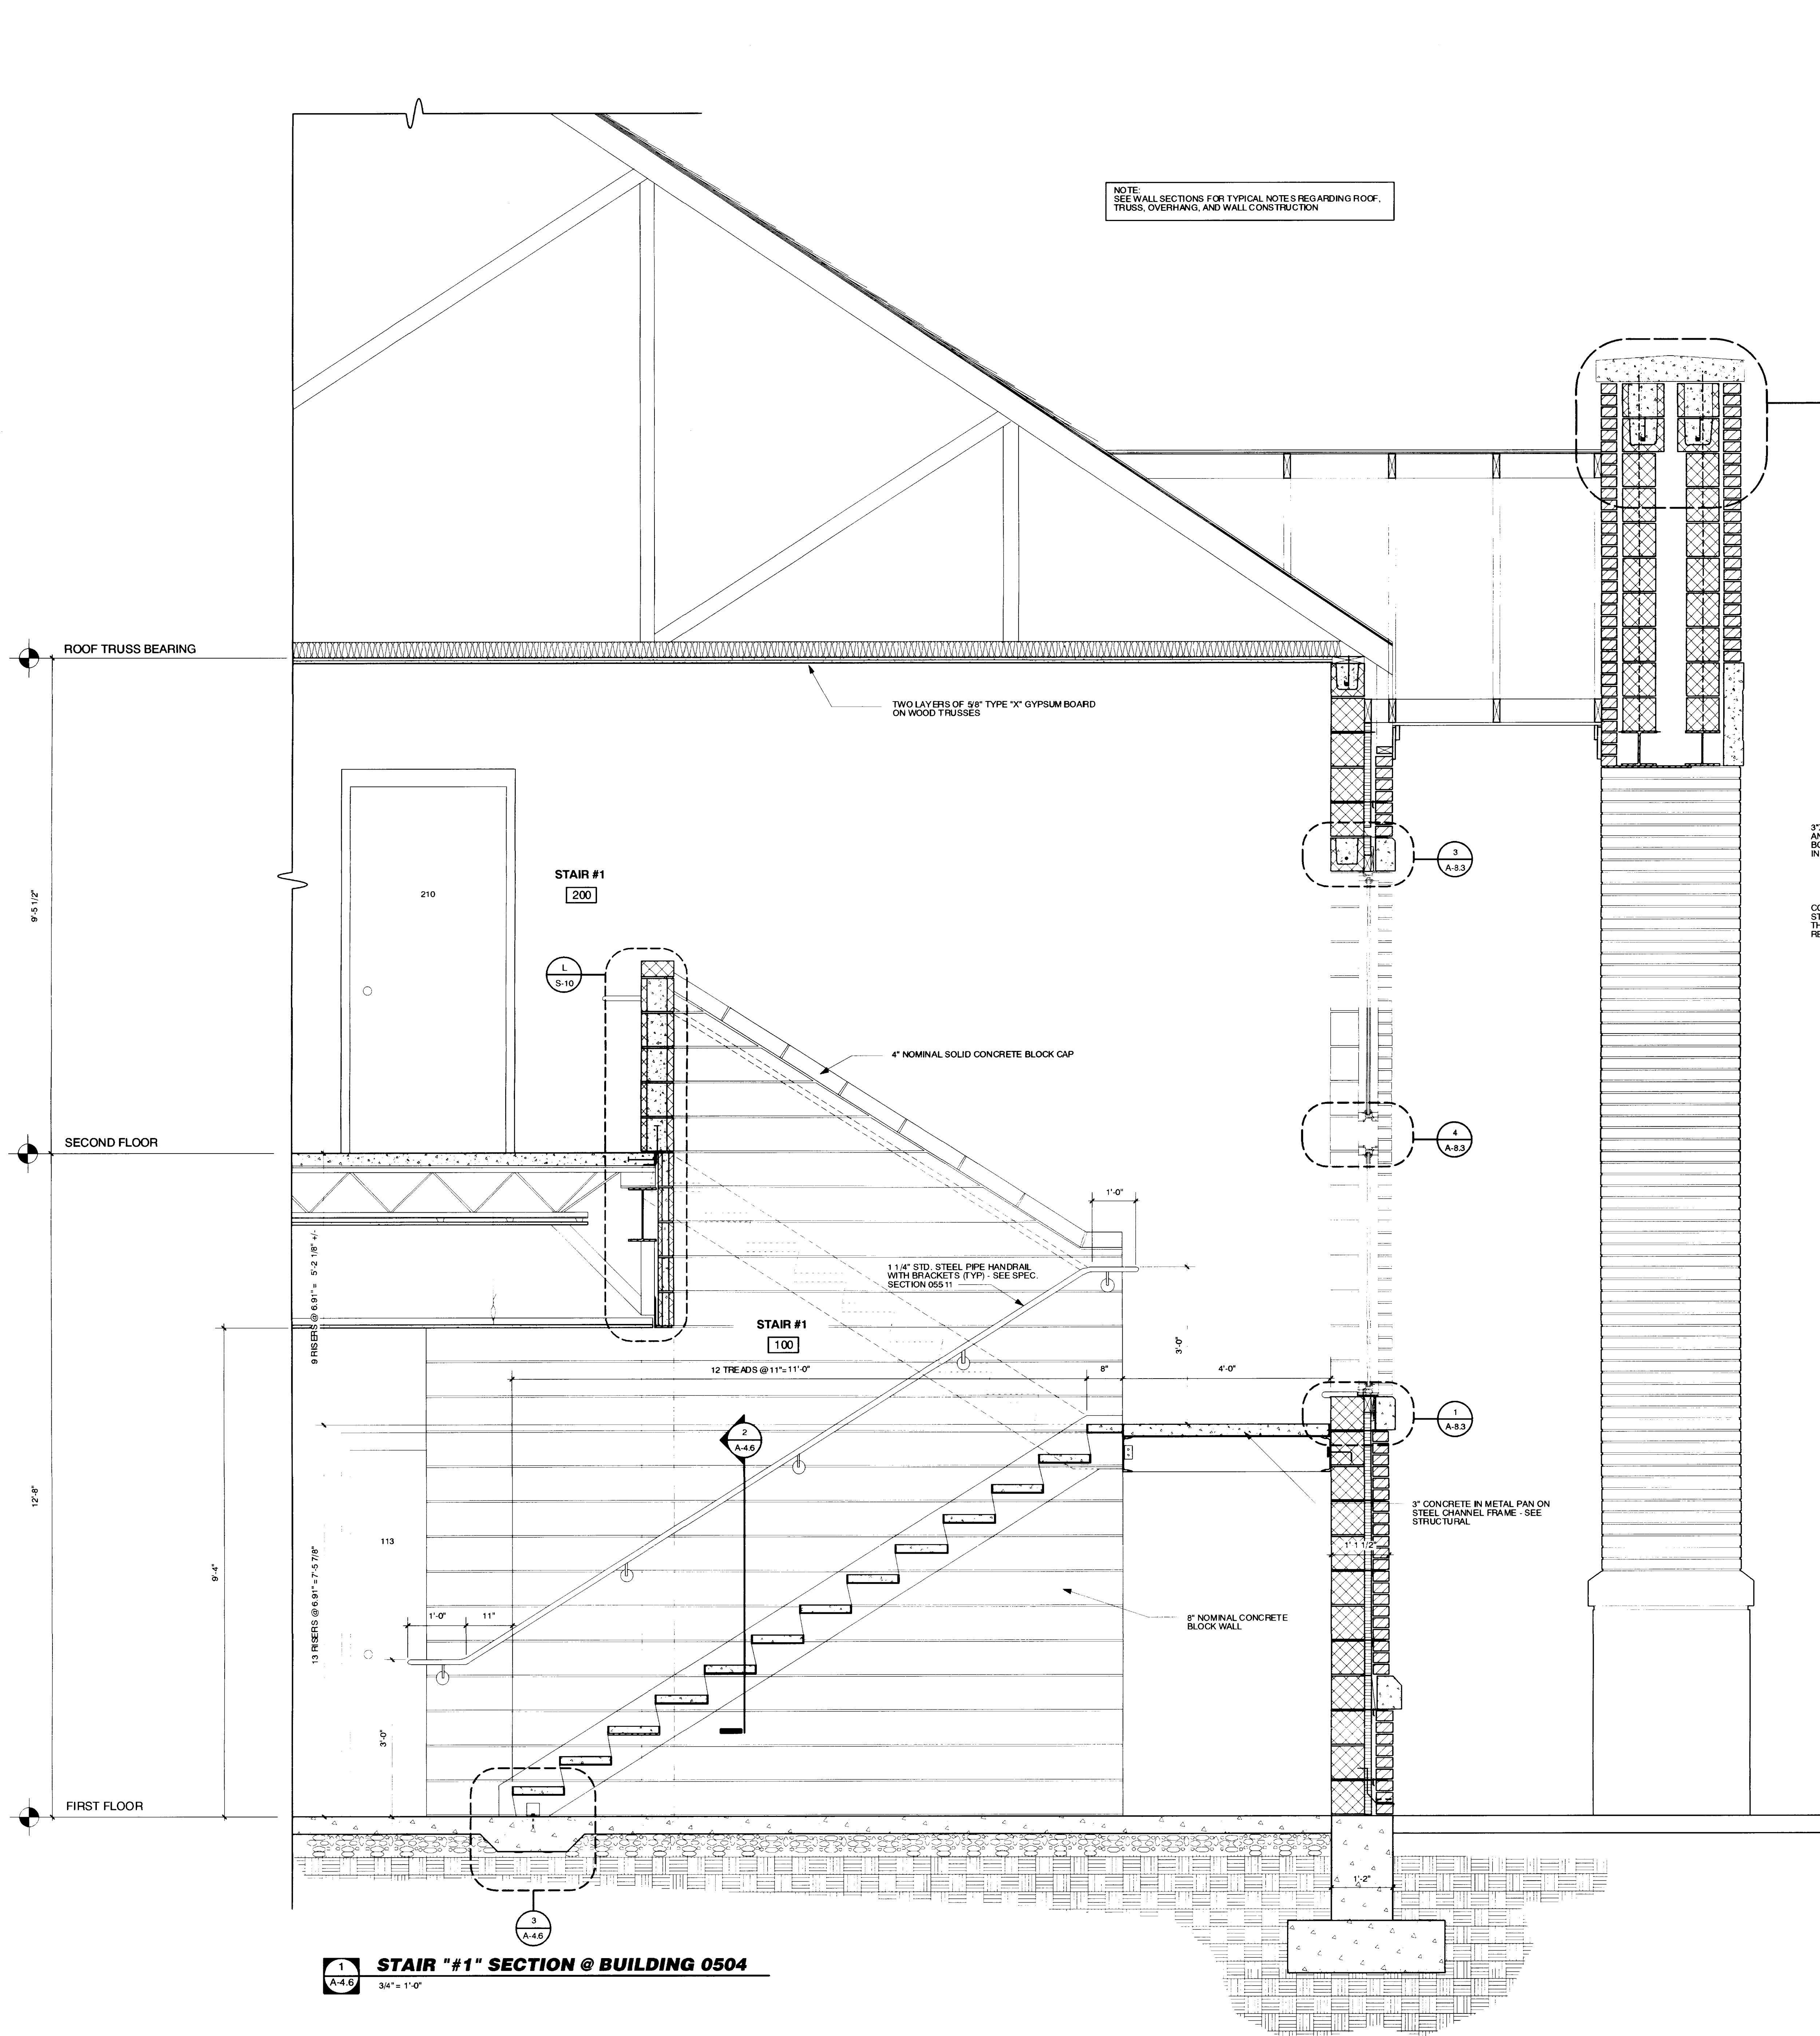 NOTE:
SEE WALL SECTIONS FOR TYPICAL NOTES REGARDING ROOF,
TRUSS, OVERHANG, AND WALL CONSTRUCTION
ROOF TRUSS BEARING
TWO LAYERS OF 5/8" TYPE "X" GYPSUM BOARD
ON WOOD TRUSSES
3
A-8.3
STAIR #1
200
210
9'-5 1/2"
L
S-10
4" NOMINAL SOLID CONCRETE BLOCK CAP
SECOND FLOOR
4
A-8.3
1'-0"
1 1/4" STD. STEEL PIPE HANDRAIL
WITH BRACKETS (TYP) - SEE SPEC.
SECTION 05511
9 RISERS @ 6.91" = 5'-2 1/8" +/-
STAIR #1
100
3'-0"
12 TREADS @ 11" = 11'-0"
8"
4'-0"
1
A-8.3
2
A-4.6
12'-8"
3" CONCRETE IN METAL PAN ON
STEEL CHANNEL FRAME - SEE
STRUCTURAL
113
1' 1 1/2"
9'-4"
13 RISERS @ 6.91" = 7'-5 7/8"
1'-0"
11"
8" NOMINAL CONCRETE
BLOCK WALL
3'-0"
FIRST FLOOR
1'-2"
3
A-4.6
1
A-4.6
STAIR "#1" SECTION @ BUILDING 0504
3/4" = 1'-0"